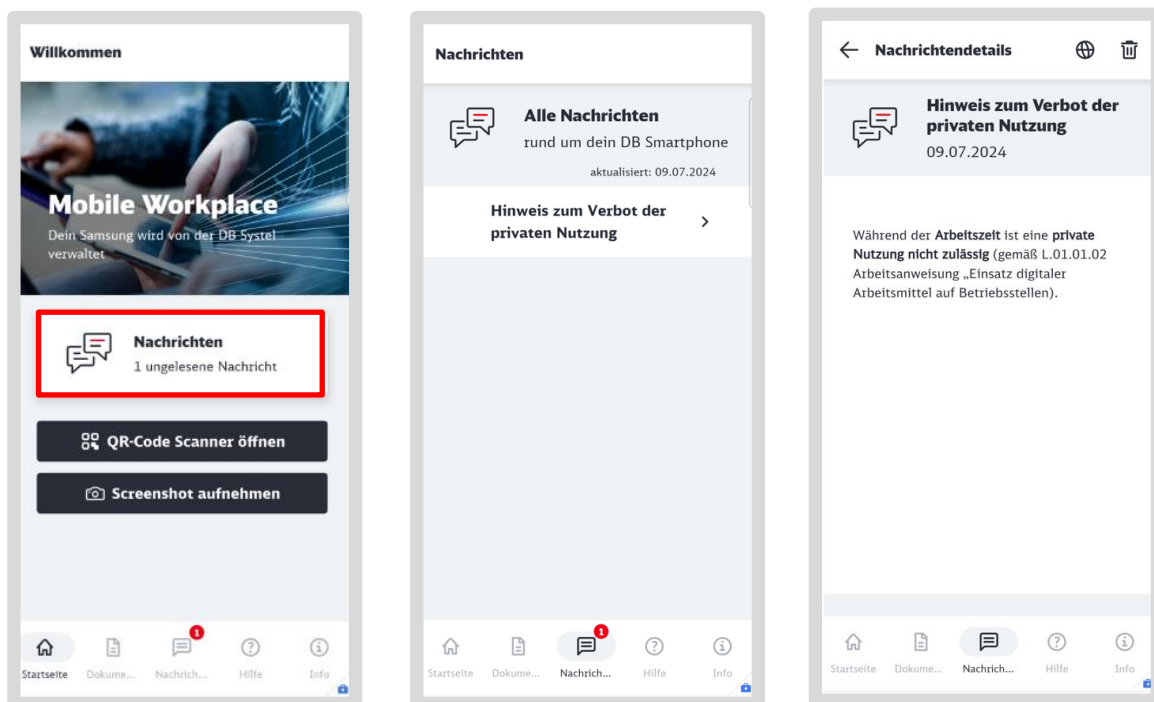 Willkommen
Mobile Workplace
Dein Samsung wird von der DB Systel
verwaltet
Nachrichten
1 ungelesene Nachricht
QR-Code Scanner öffnen
Screenshot aufnehmen
1
Startseite Dokume... Nachrich... Hilfe Info
Nachrichten
Alle Nachrichten
rund um dein DB Smartphone
aktualisiert: 09.07.2024
Hinweis zum Verbot der
privaten Nutzung
1
Startseite Dokume... Nachrich... Hilfe Info
Nachrichtendetails
Hinweis zum Verbot der
privaten Nutzung
09.07.2024
Während der Arbeitszeit ist eine private
Nutzung nicht zulässig (gemäß L.01.01.02
Arbeitsanweisung „Einsatz digitaler
Arbeitsmittel auf Betriebsstellen).
Startseite Dokume... Nachrich... Hilfe Info